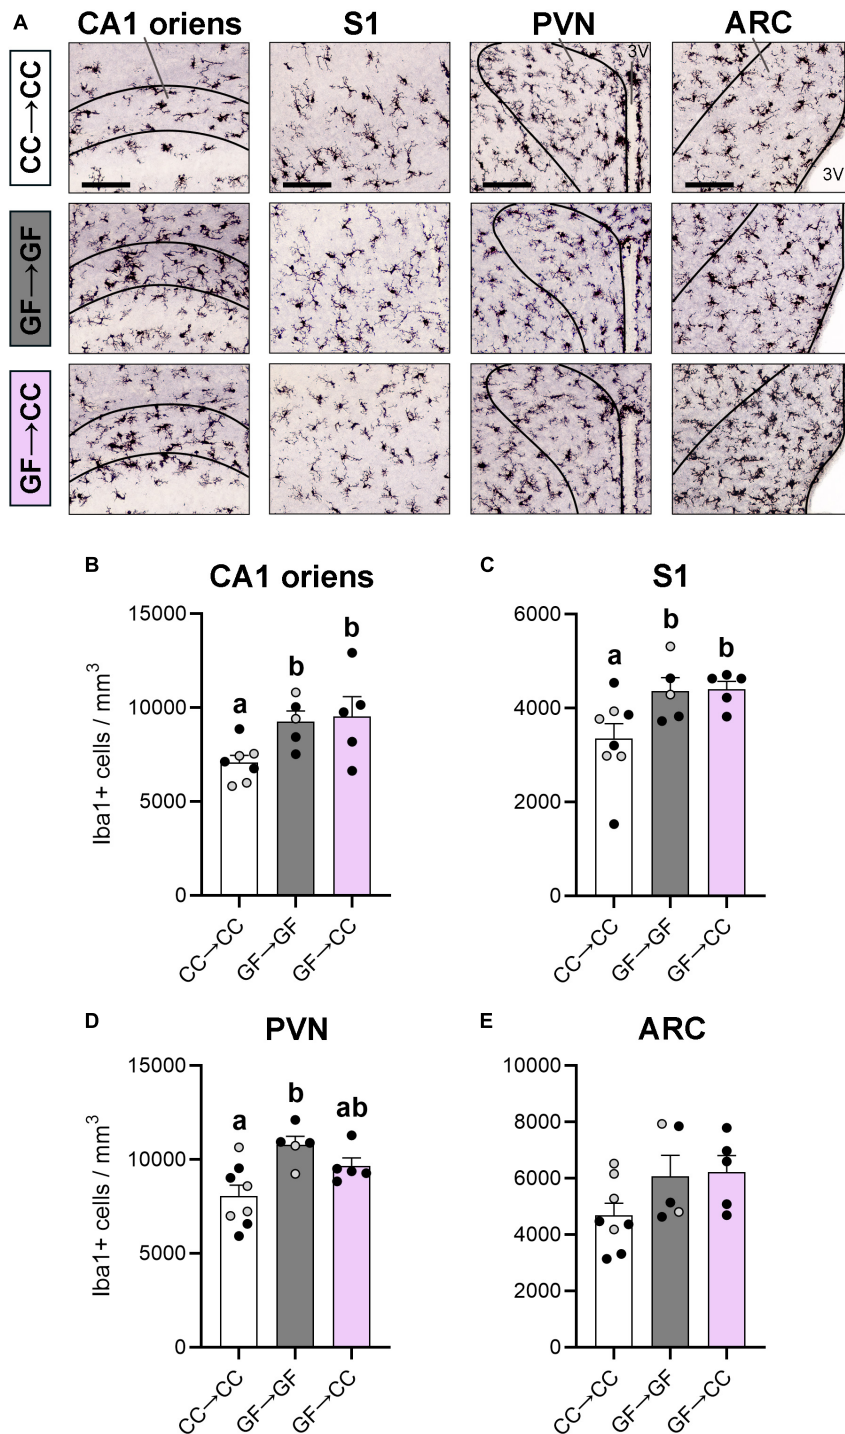 A
CA1 oriens
S1
PVN
ARC
CC→CC
3V
3V
GF→GF
GF→CC
B
CA1 oriens
Iba1+ cells / mm3
15000
10000
5000
0
a
b
b
CC→CC
GF→GF
GF→CC
C
S1
6000
4000
2000
0
a
b
b
CC→CC
GF→GF
GF→CC
D
PVN
Iba1+ cells / mm3
15000
10000
5000
0
a
b
ab
CC→CC
GF→GF
GF→CC
E
ARC
10000
8000
6000
4000
2000
0
CC→CC
GF→GF
GF→CC